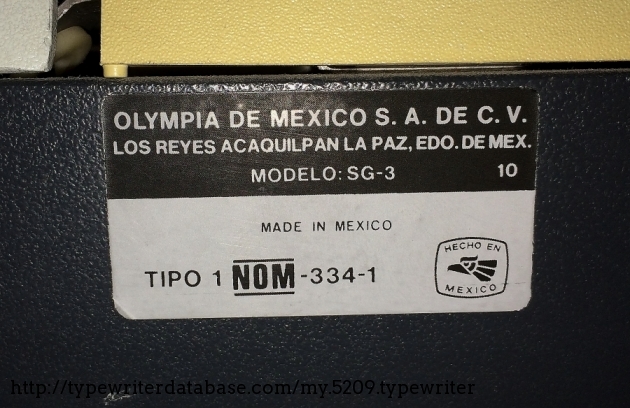 OLYMPIA DE MEXICO S. A. DE C. V.
LOS REYES ACAQUILPAN LA PAZ, EDO. DE MEX.
MODELO: SG-3 10
MADE IN MEXICO
TIPO 1 NOM-334-1
HECHO EN
MEXICO
http://typewriterdatabase.com/my.5209.typewriter